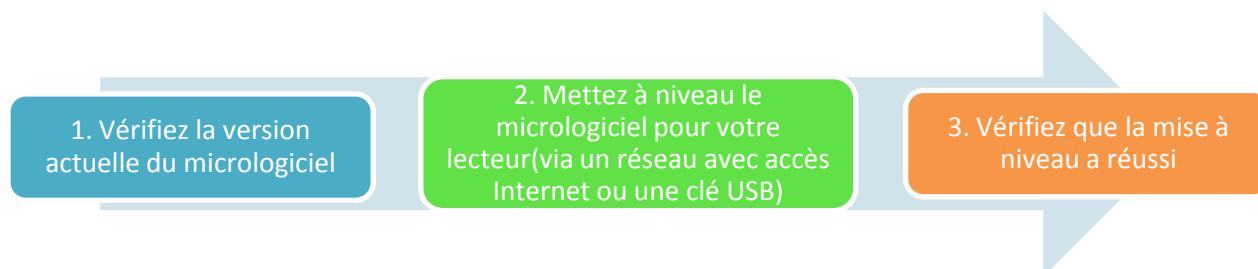 1. Vérifiez la version
actuelle du micrologiciel
2. Mettez à niveau le
micrologiciel pour votre
lecteur(via un réseau avec accès
Internet ou une clé USB)
3. Vérifiez que la mise à
niveau a réussi